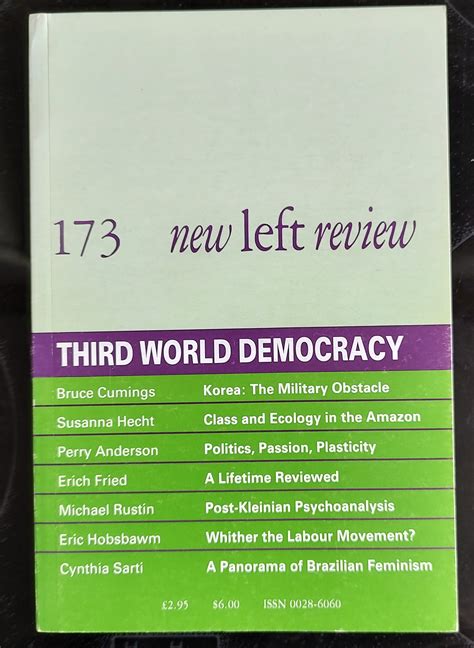 173 new left review
THIRD WORLD DEMOCRACY
Bruce Cumings Korea: The Military Obstacle
Susanna Hecht Class and Ecology in the Amazon
Perry Anderson Politics, Passion, Plasticity
Erich Fried A Lifetime Reviewed
Michael Rustin Post-Kleinian Psychoanalysis
Eric Hobsbawm Whither the Labour Movement?
Cynthia Sarti A Panorama of Brazilian Feminism
£2.95 $6.00 ISSN 0028-6060